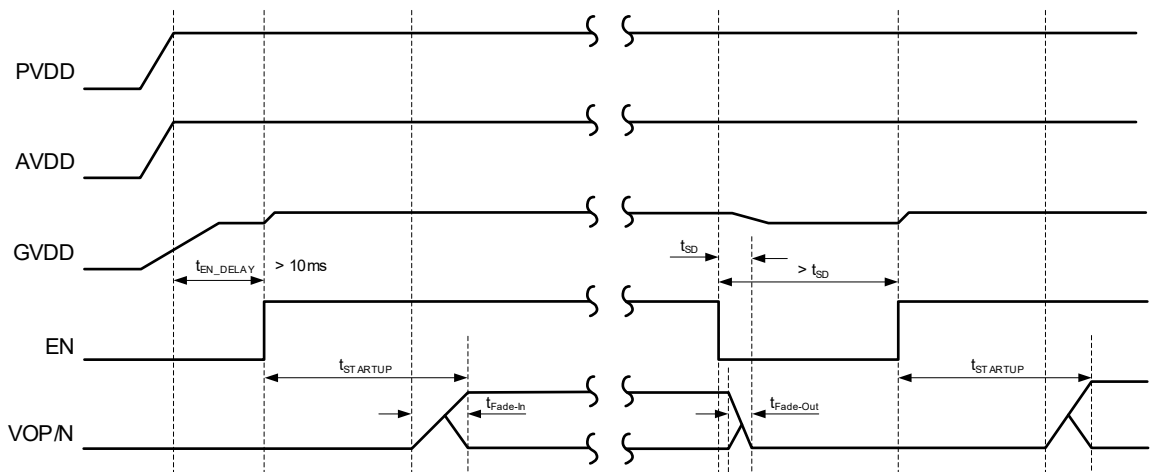 PVDD
AVDD
GVDD
tEN_DELAY > 10ms
tSD
> tSD
EN
tSTARTUP
tSTARTUP
tFade-In
tFade-Out
VOP/N